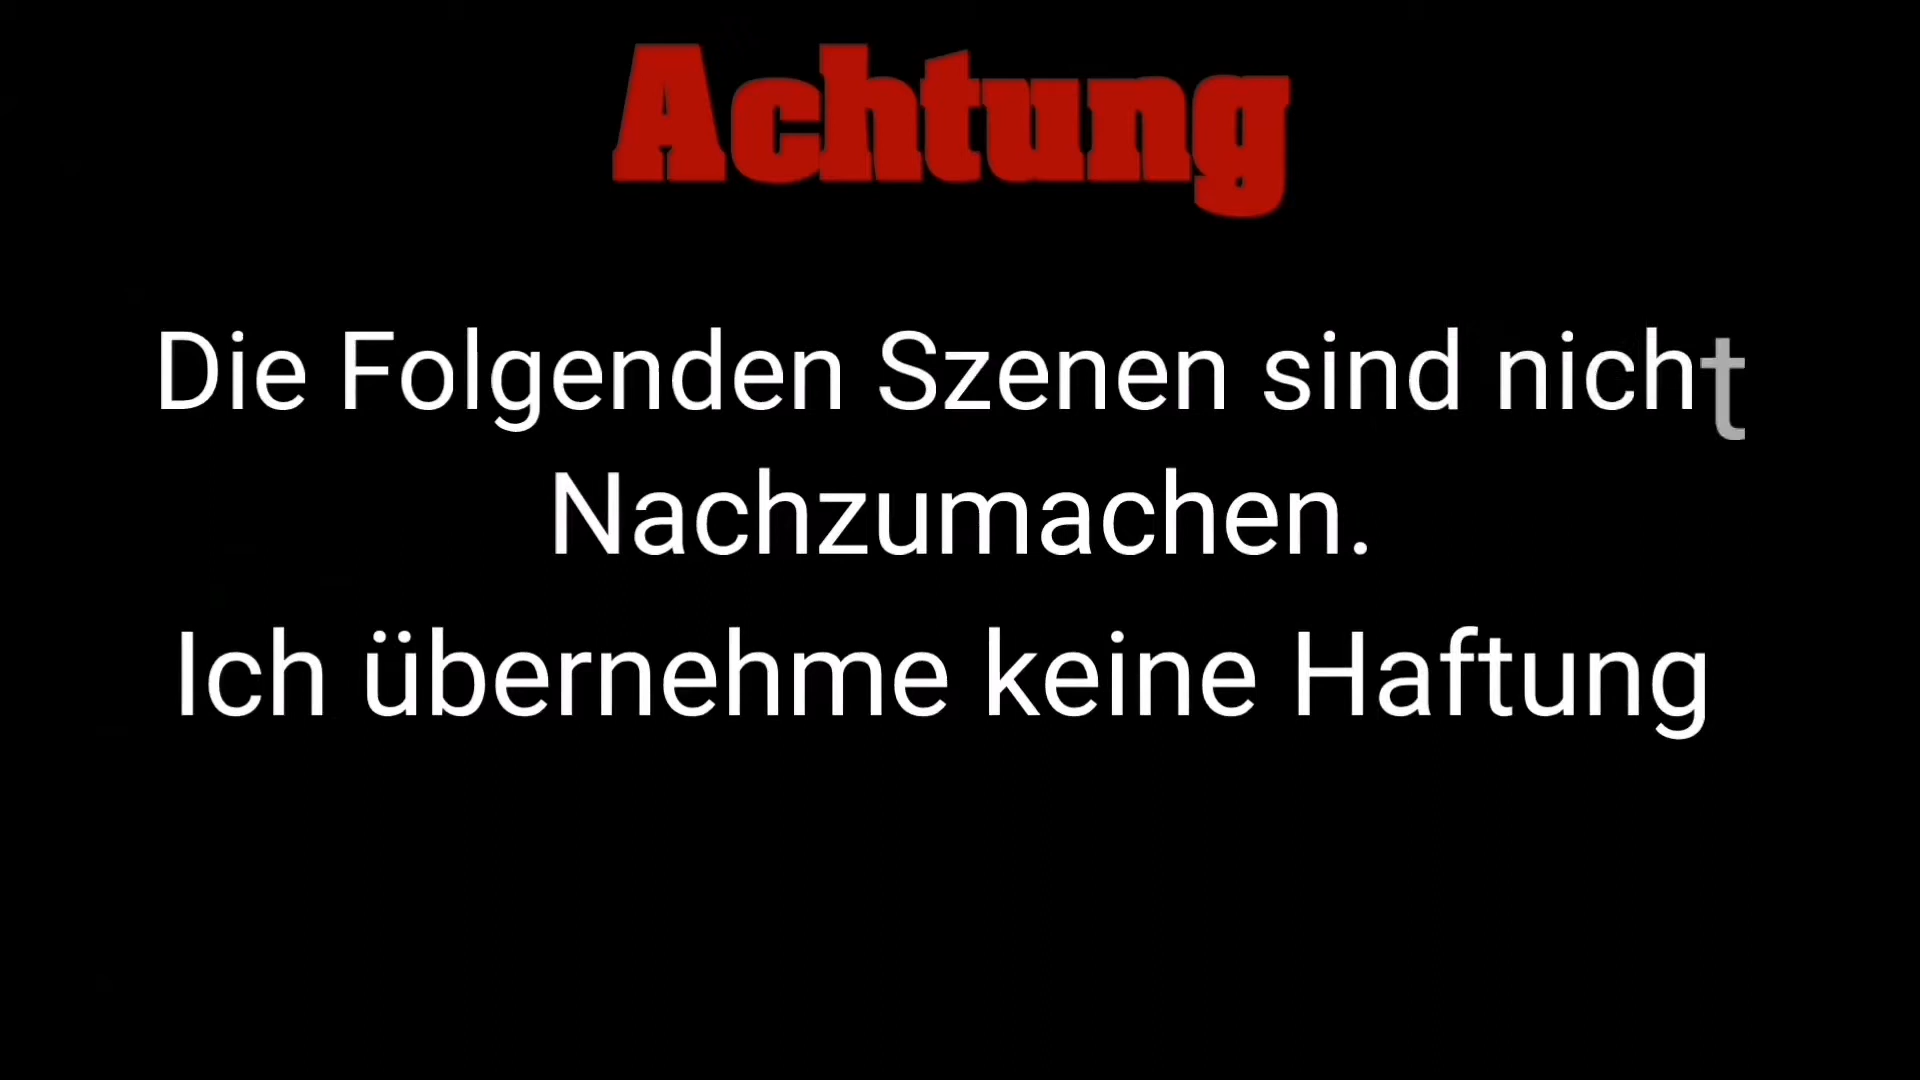 Achtung
Die Folgenden Szenen sind nicht
Nachzumachen.
Ich übernehme keine Haftung